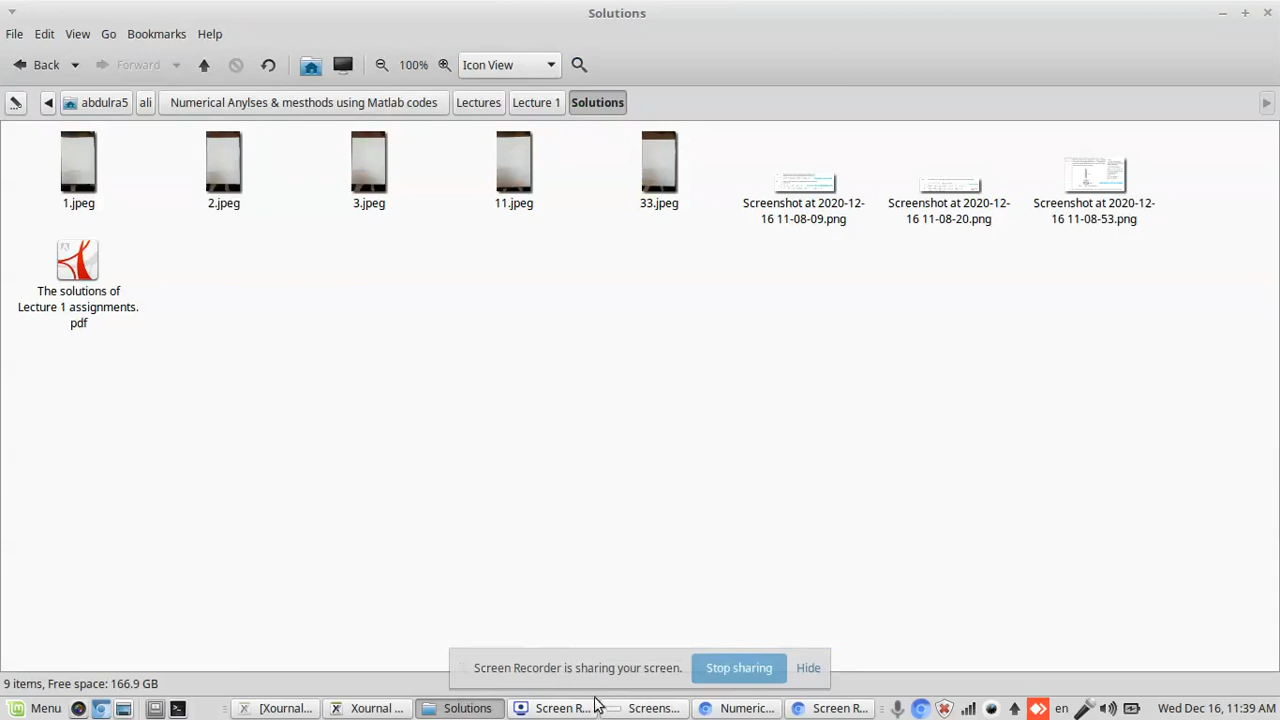 Solutions
File Edit View Go Bookmarks Help
Back Forward 100% Icon View
abdulra5 ali Numerical Anylses & mesthods using Matlab codes Lectures Lecture 1 Solutions
1.jpeg 2.jpeg 3.jpeg 11.jpeg 33.jpeg Screenshot at 2020-12- Screenshot at 2020-12- Screenshot at 2020-12-
16 11-08-09.png 16 11-08-20.png 16 11-08-53.png
The solutions of
Lecture 1 assignments.
pdf
Screen Recorder is sharing your screen. Stop sharing Hide
9 items, Free space: 166.9 GB
Menu [Xournal... Xournal ... Solutions Screen R... Screens... Numeric... Screen R... en Wed Dec 16, 11:39 AM